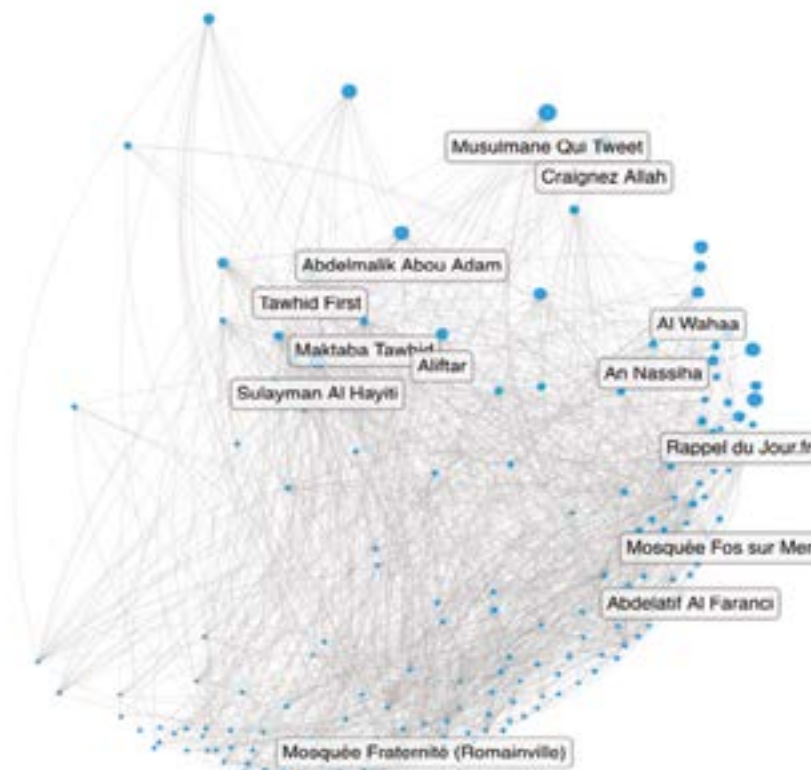 Musulmane Qui Tweet
Craignez Allah
Abdelmalik Abou Adam
Tawhid First
Al Wahaa
Maktaba Tawhid
Aliftar
An Nassiha
Sulayman Al Hayiti
Rappel du Jour.fr
Mosquée Fos sur Mer
Abdelatif Al Faranci
Mosquée Fraternité (Romainville)